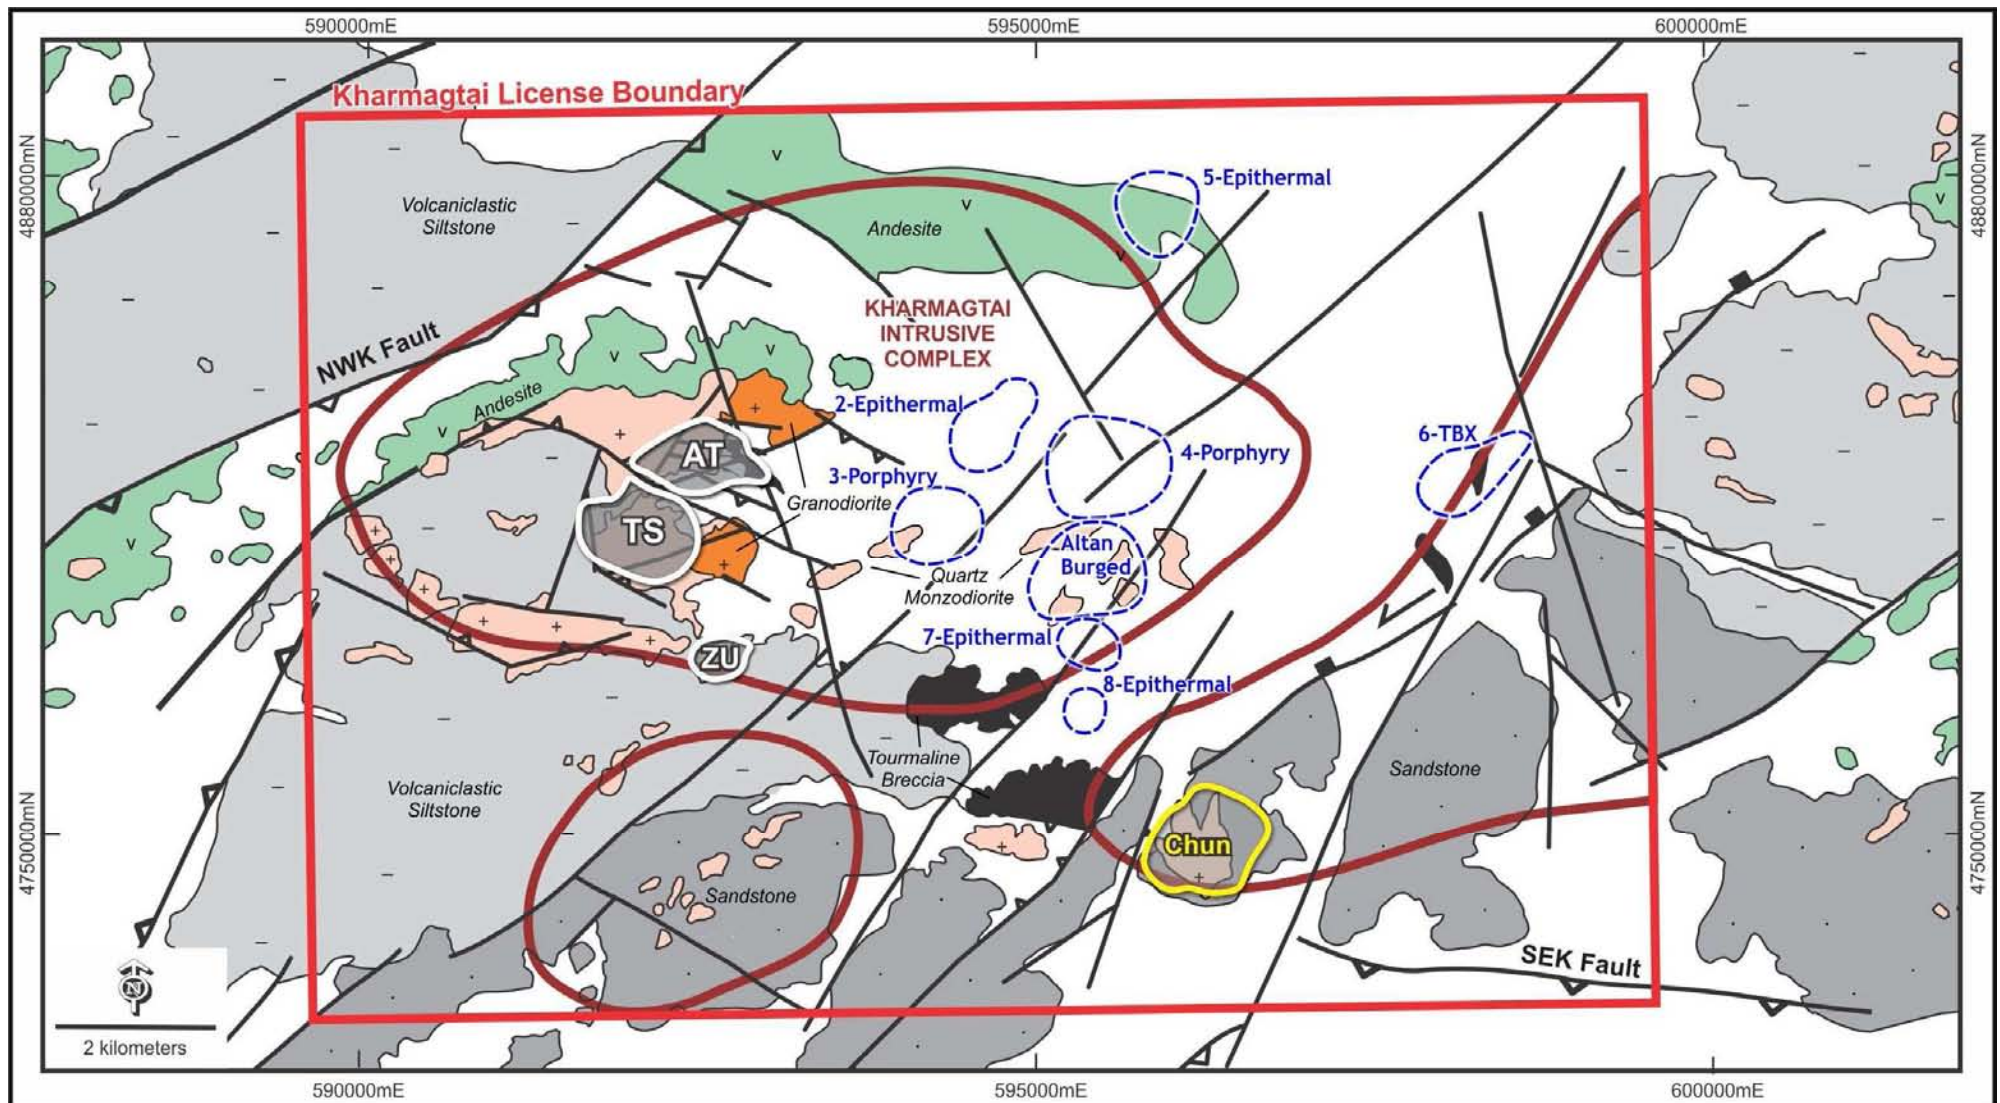 590000mE
595000mE
600000mE
4880000mN
4880000mN
Kharmagtai License Boundary
5-Epithermal
Volcaniclastic
Siltstone
Andesite
KHARMAGTAI
INTRUSIVE
COMPLEX
NWK Fault
Andesite
2-Epithermal
AT
3-Porphyry
4-Porphyry
6-TBX
Granodiorite
TS
Altan
Burged
Quartz
Monzodiorite
7-Epithermal
ZU
8-Epithermal
Tourmaline
Breccia
Sandstone
Volcaniclastic
Siltstone
4750000mN
4750000mN
Chun
Sandstone
SEK Fault
N
2 kilometers
590000mE
595000mE
600000mE